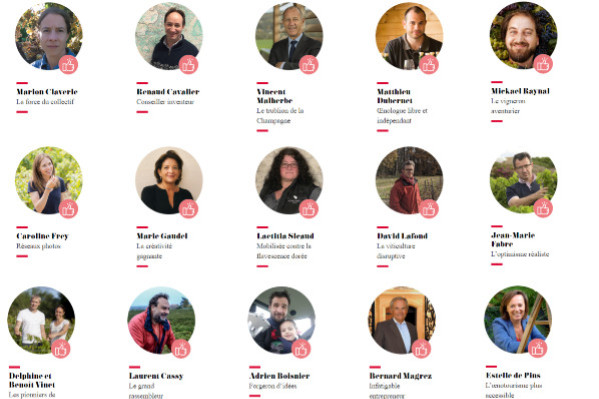 Marion Claverie
La force du collectif
Renaud Cavalier
Conseiller-investeur
Vincent
Malherbe
Le trublion de la
Champagne
Matthieu
Dubernet
Œnologue libre et
indépendant
Mickael Raynal
Le vigneron
aventurier
Caroline Frey
Réseaux photos
Marie Gaudel
La créativité
gagnante
Laetitia Sicaud
Mobilisée contre la
flavescence dorée
David Lafond
La viticulture
disruptive
Jean-Marie
Fabre
L'optimisme réaliste
Delphine et
Benoit Vinet
Les pionniers du
Laurent Cassy
Le grand
rassembleur
Adrien Boisnier
Forgeron d'idées
Bernard Magrez
Infatigable
entrepreneur
Estelle de Pins
L'œnotourisme plus
accessible